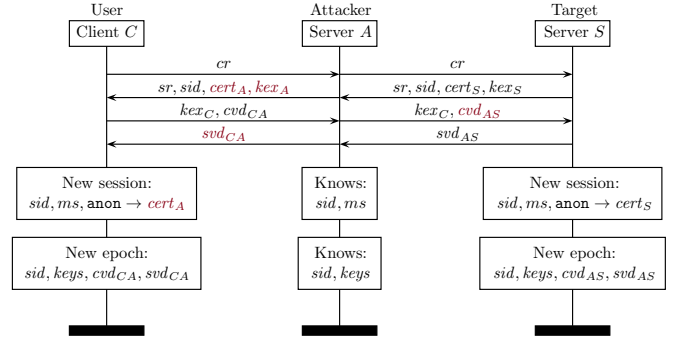 User Attacker Target
Client C Server A Server S
cr cr
sr, sid, cert_A, kex_A sr, sid, cert_S, kex_S
kex_C, cvd_CA kex_C, cvd_AS
svd_CA svd_AS
New session: Knows: New session:
sid, ms, anon → cert_A sid, ms sid, ms, anon → cert_S
New epoch: Knows: New epoch:
sid, keys, cvd_CA, svd_CA sid, keys sid, keys, cvd_AS, svd_AS